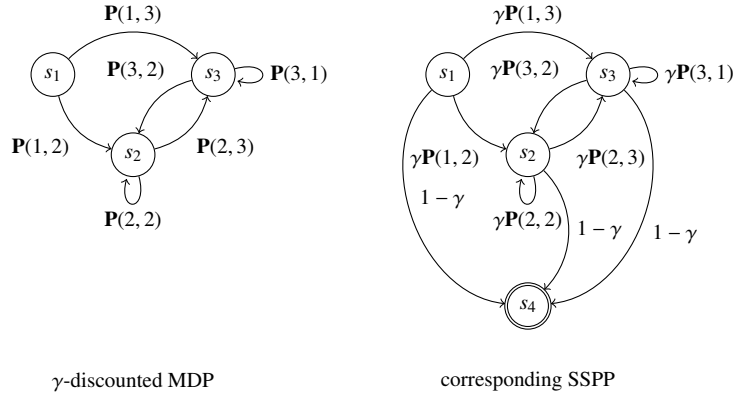 P(1, 3)
s1
P(3, 2)
s3
P(3, 1)
P(1, 2)
s2
P(2, 3)
P(2, 2)
γ-discounted MDP
γP(1, 3)
s1
γP(3, 2)
s3
γP(3, 1)
γP(1, 2)
s2
γP(2, 3)
1 − γ
γP(2, 2)
1 − γ
1 − γ
s4
corresponding SSPP